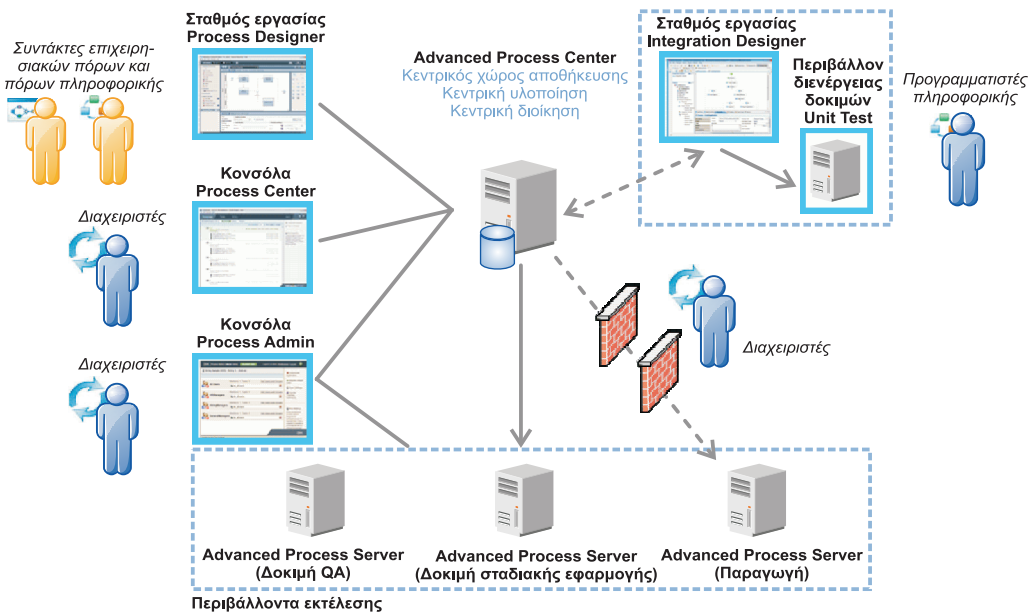 Συντάκτες επιχειρη-
σιακών πόρων και
πόρων πληροφορικής
Σταθμός εργασίας
Process Designer
Advanced Process Center
Κεντρικός χώρος αποθήκευσης
Κεντρική υλοποίηση
Κεντρική διοίκηση
Σταθμός εργασίας
Integration Designer
Περιβάλλον
διενέργειας
δοκιμών
Unit Test
Προγραμματιστές
πληροφορικής
Διαχειριστές
Κονσόλα
Process Center
Διαχειριστές
Κονσόλα
Process Admin
Διαχειριστές
Advanced Process Server
(Δοκιμή QA)
Advanced Process Server
(Δοκιμή σταδιακής εφαρμογής)
Advanced Process Server
(Παραγωγή)
Περιβάλλοντα εκτέλεσης